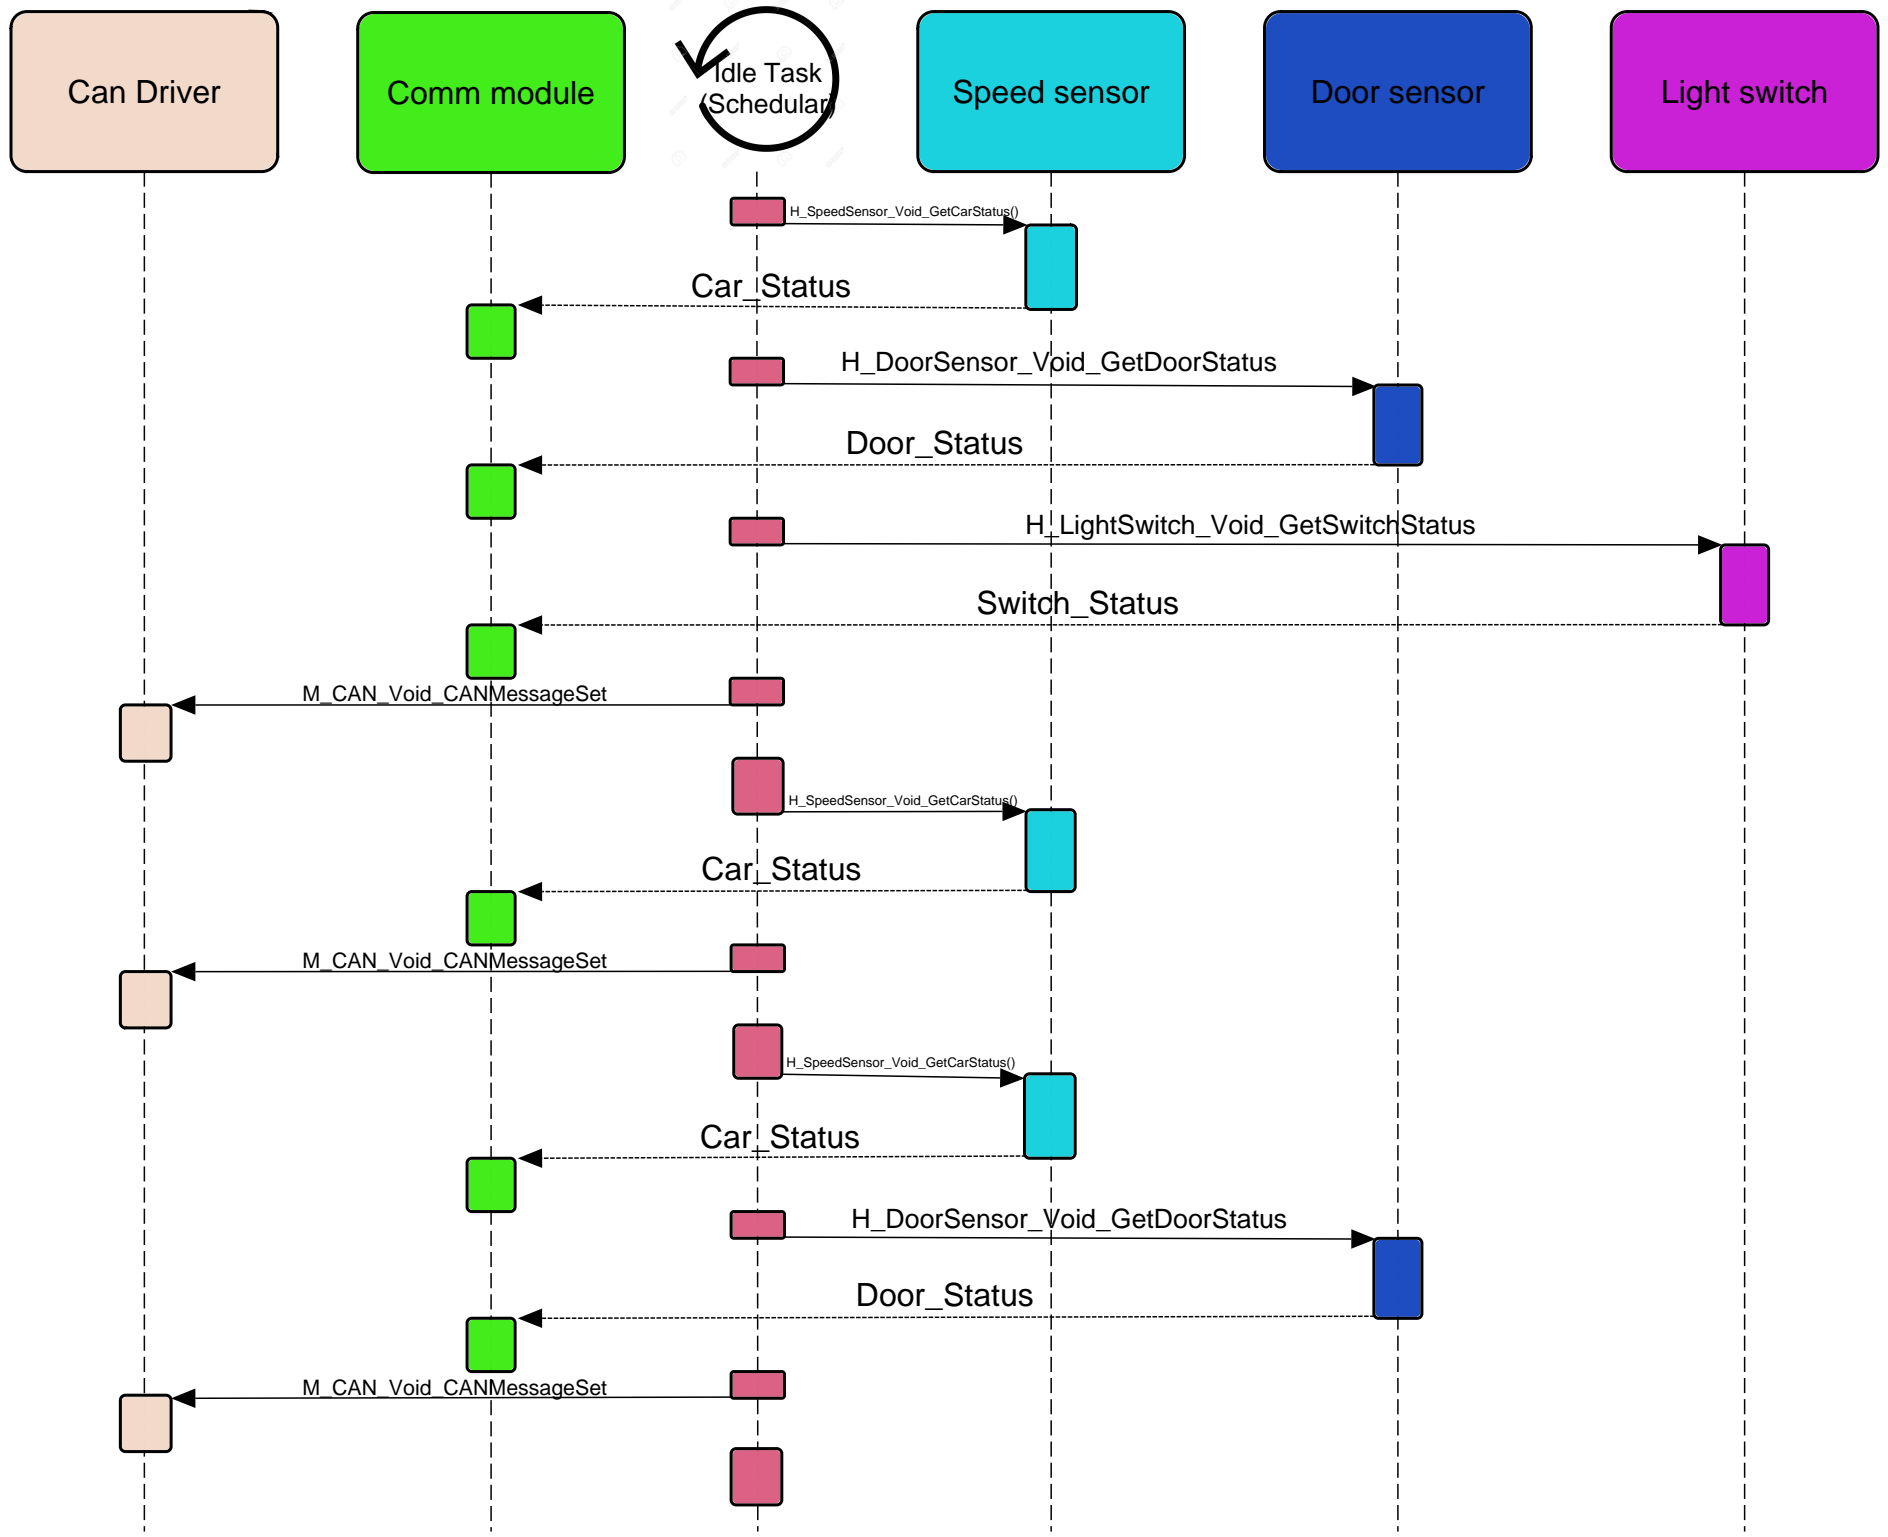 Can Driver
Comm module
Idle Task
(Schedular)
Speed sensor
Door sensor
Light switch
H_SpeedSensor_Void_GetCarStatus()
Car_Status
H_DoorSensor_Void_GetDoorStatus
Door_Status
H_LightSwitch_Void_GetSwitchStatus
Switch_Status
M_CAN_Void_CANMessageSet
H_SpeedSensor_Void_GetCarStatus()
Car_Status
M_CAN_Void_CANMessageSet
H_SpeedSensor_Void_GetCarStatus()
Car_Status
H_DoorSensor_Void_GetDoorStatus
Door_Status
M_CAN_Void_CANMessageSet